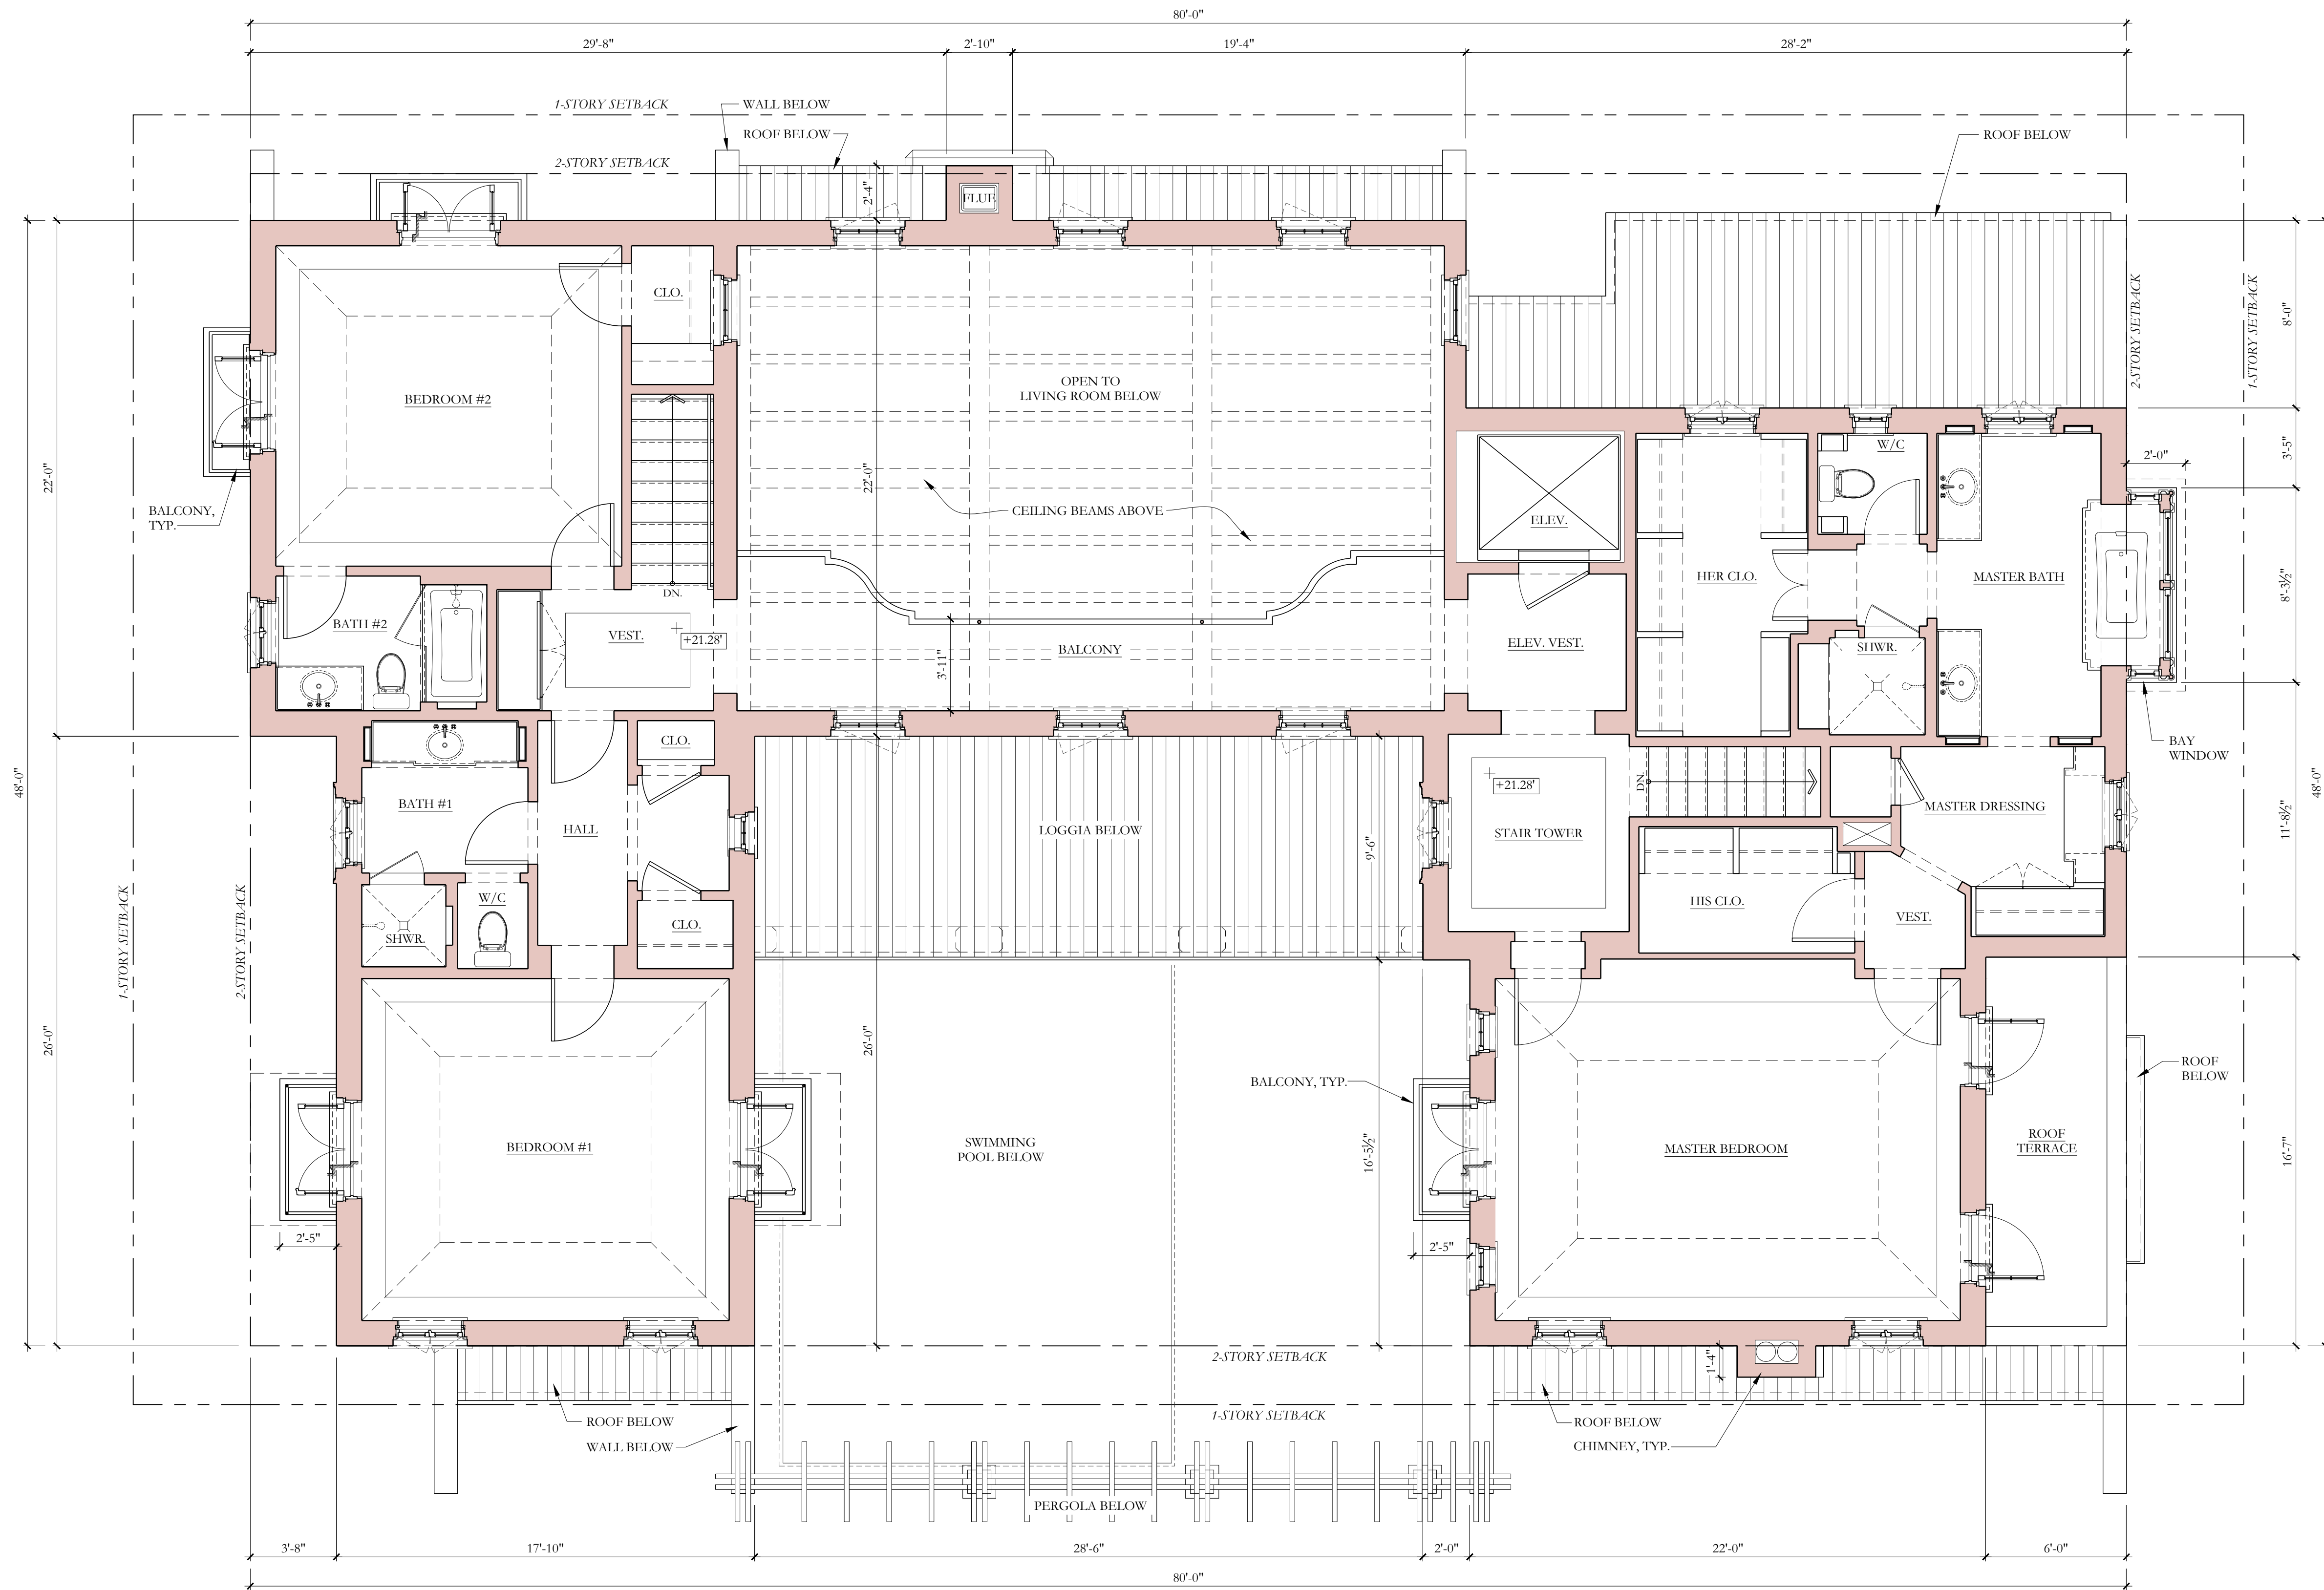 80'-0"
29'-8"
2'-10"
19'-4"
28'-2"
1-STORY SETBACK
WALL BELOW
ROOF BELOW
2-STORY SETBACK
ROOF BELOW
2'-4"
FLUE
CLO.
BEDROOM #2
OPEN TO
LIVING ROOM BELOW
2-STORY SETBACK
1-STORY SETBACK
8'-0"
22'-0"
22'-0"
BALCONY,
TYP.
CEILING BEAMS ABOVE
ELEV.
W/C
3'-5"
2'-0"
HER CLO.
MASTER BATH
8'-3½"
DN.
BATH #2
VEST.
+21.28'
3'-11"
BALCONY
ELEV. VEST.
SHWR.
48'-0"
CLO.
BAY
WINDOW
48'-0"
+21.28'
DN.
BATH #1
HALL
LOGGIA BELOW
9'-6"
STAIR TOWER
MASTER DRESSING
11'-8½"
1-STORY SETBACK
2-STORY SETBACK
W/C
SHWR.
CLO.
HIS CLO.
VEST.
26'-0"
26'-0"
BALCONY, TYP.
ROOF
BELOW
BEDROOM #1
SWIMMING
POOL BELOW
16'-5½"
MASTER BEDROOM
ROOF
TERRACE
16'-7"
2'-5"
2'-5"
2-STORY SETBACK
1'-4"
1-STORY SETBACK
ROOF BELOW
WALL BELOW
ROOF BELOW
CHIMNEY, TYP.
PERGOLA BELOW
3'-8"
17'-10"
28'-6"
2'-0"
22'-0"
6'-0"
80'-0"